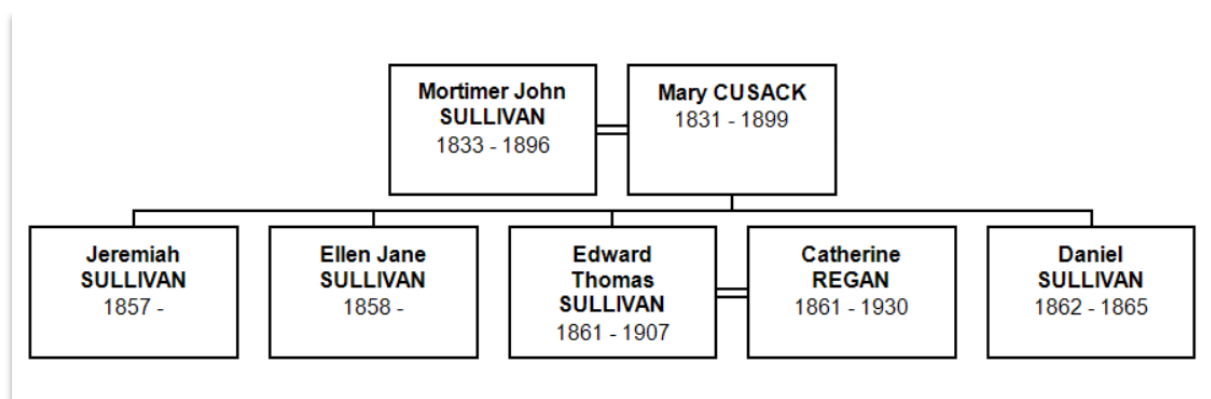 Mortimer John
SULLIVAN
1833 - 1896
Mary CUSACK
1831 - 1899
Jeremiah
SULLIVAN
1857 -
Ellen Jane
SULLIVAN
1858 -
Edward
Thomas
SULLIVAN
1861 - 1907
Catherine
REGAN
1861 - 1930
Daniel
SULLIVAN
1862 - 1865